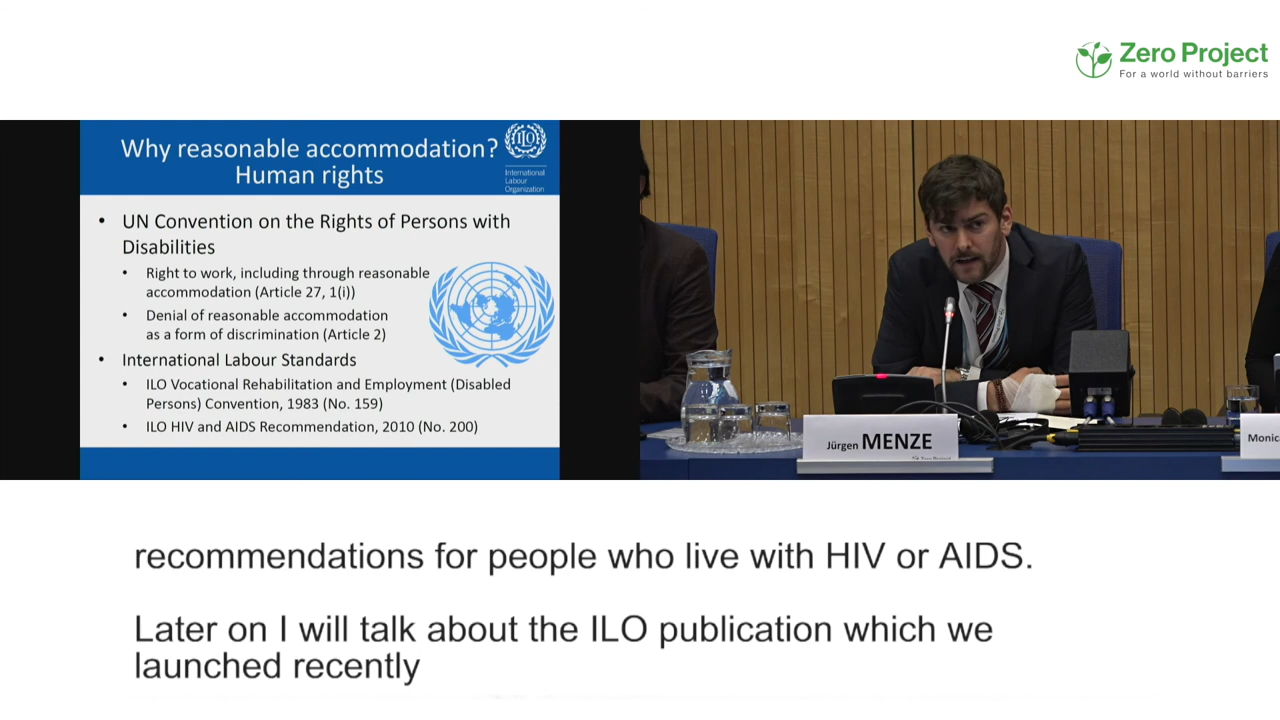 Zero Project
For a world without barriers
Why reasonable accommodation?
Human rights
ILO
International
Labour
Organization
• UN Convention on the Rights of Persons with
Disabilities
• Right to work, including through reasonable
accommodation (Article 27, 1(i))
• Denial of reasonable accommodation
as a form of discrimination (Article 2)
• International Labour Standards
• ILO Vocational Rehabilitation and Employment (Disabled
Persons) Convention, 1983 (No. 159)
• ILO HIV and AIDS Recommendation, 2010 (No. 200)
Jürgen MENZE
Zero Project
Monic
recommendations for people who live with HIV or AIDS.
Later on I will talk about the ILO publication which we
launched recently